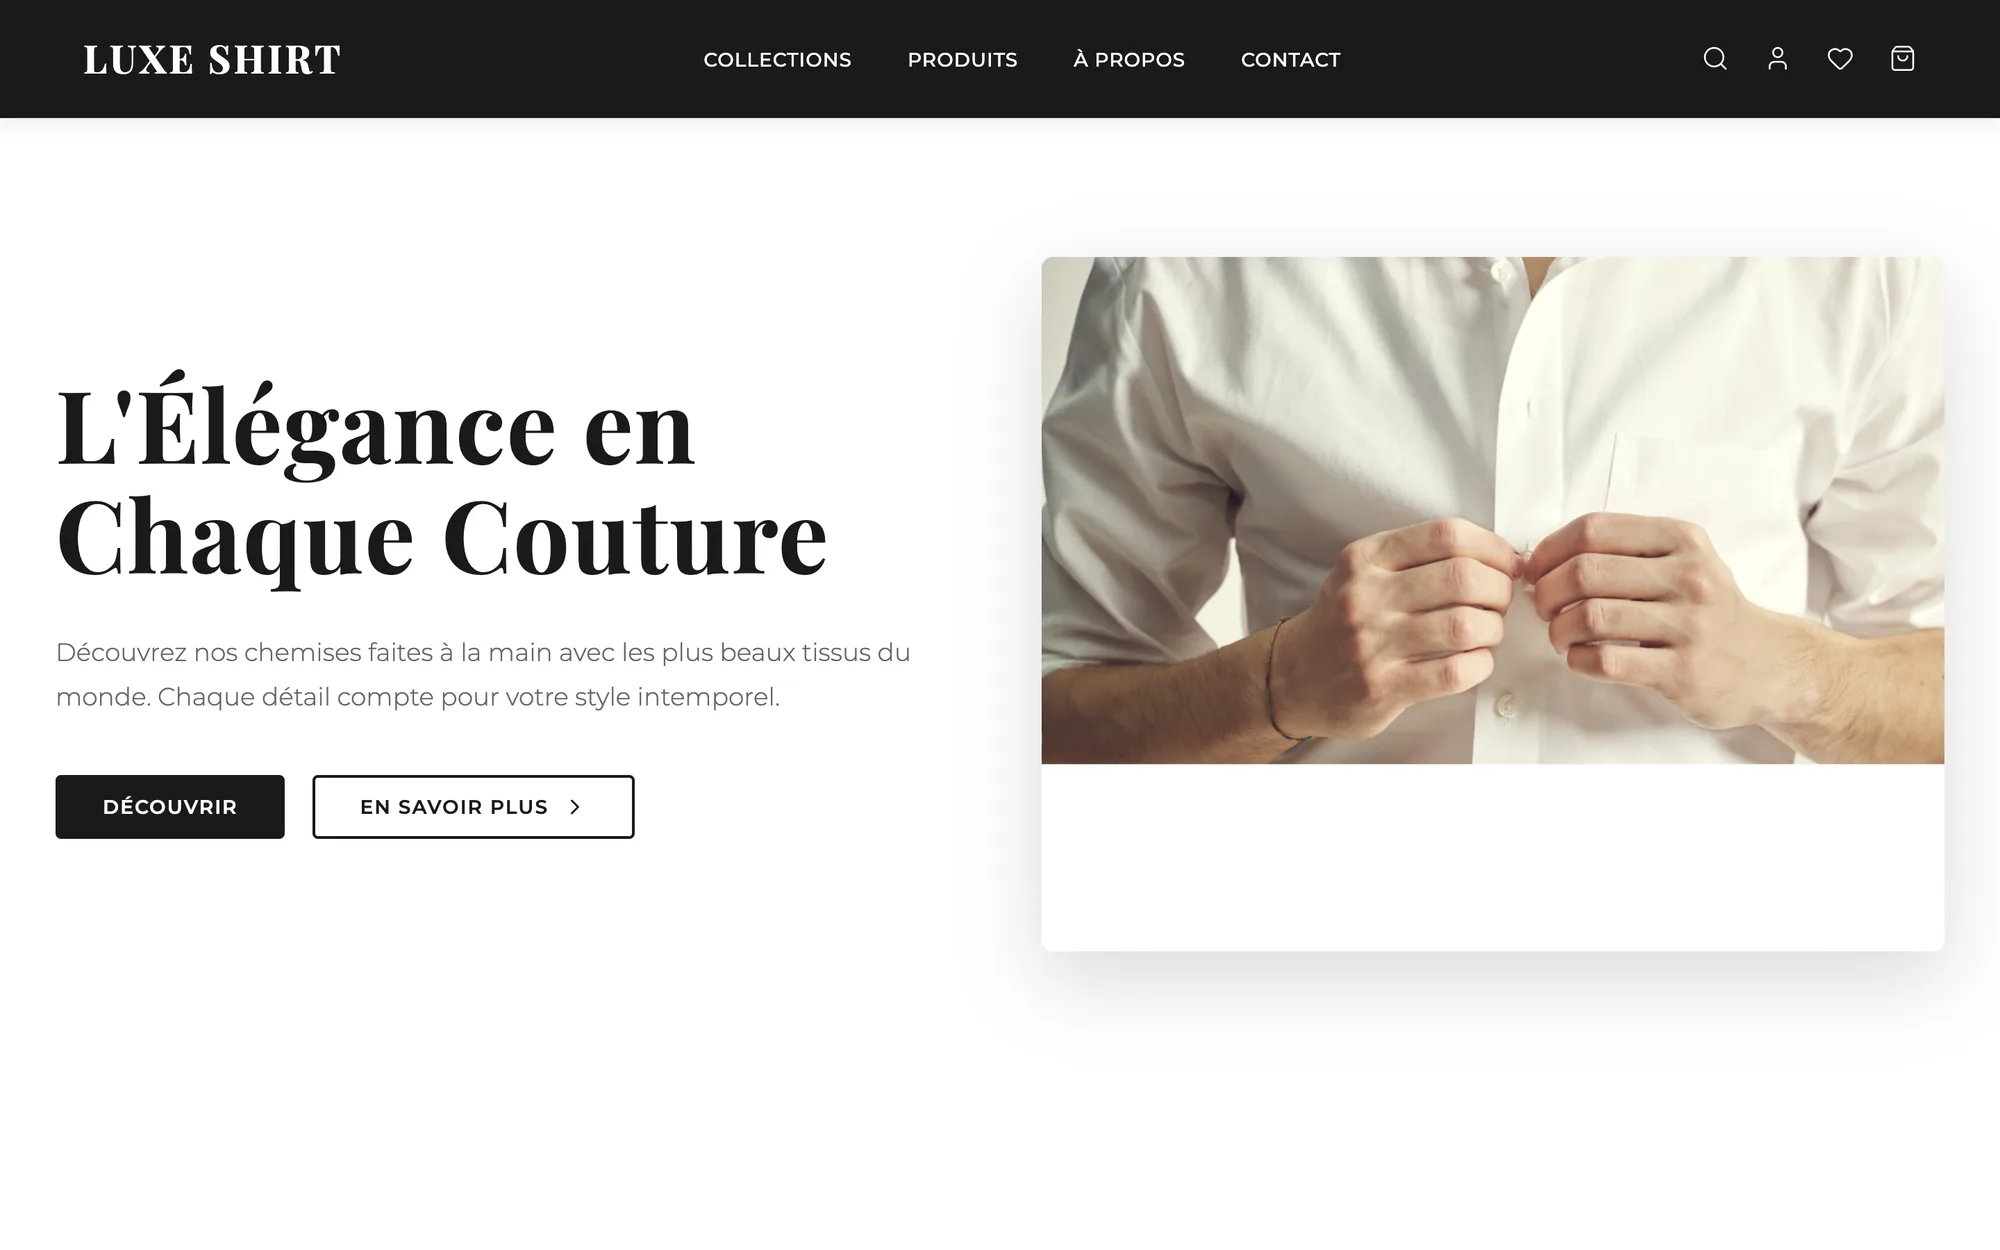 LUXE SHIRT
COLLECTIONS
PRODUITS
À PROPOS
CONTACT
L'Élégance en
Chaque Couture
Découvrez nos chemises faites à la main avec les plus beaux tissus du
monde. Chaque détail compte pour votre style intemporel.
DÉCOUVRIR
EN SAVOIR PLUS